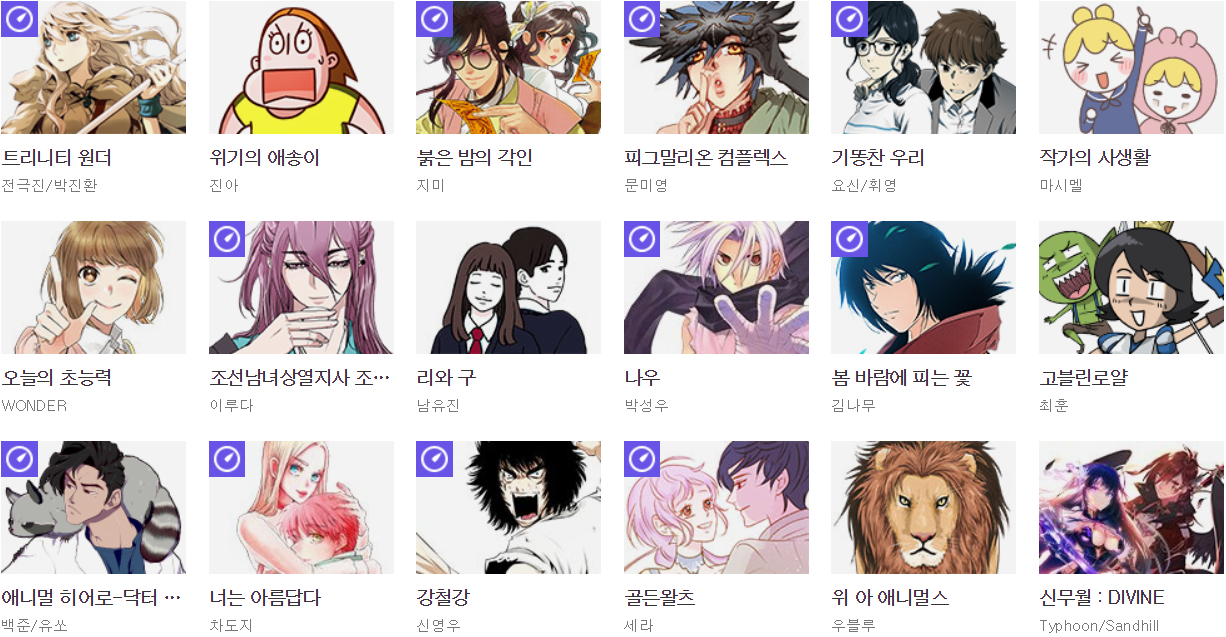 트리니티 원더
전극진/박진환
위기의 애송이
진아
붉은 밤의 각인
지미
피그말리온 컴플렉스
문미영
기똥찬 우리
요신/휘영
작가의 사생활
마시멜
오늘의 초능력
WONDER
조선남녀상열지사 조…
이루다
리와 구
남유진
나우
박성우
봄 바람에 피는 꽃
김나무
고블린로얄
최훈
애니멀 히어로-닥터 …
백준/유쏘
너는 아름답다
차도지
강철강
신영우
골든왈츠
세라
위 아 애니멀스
우블루
신무월 : DIVINE
Typhoon/Sandhill